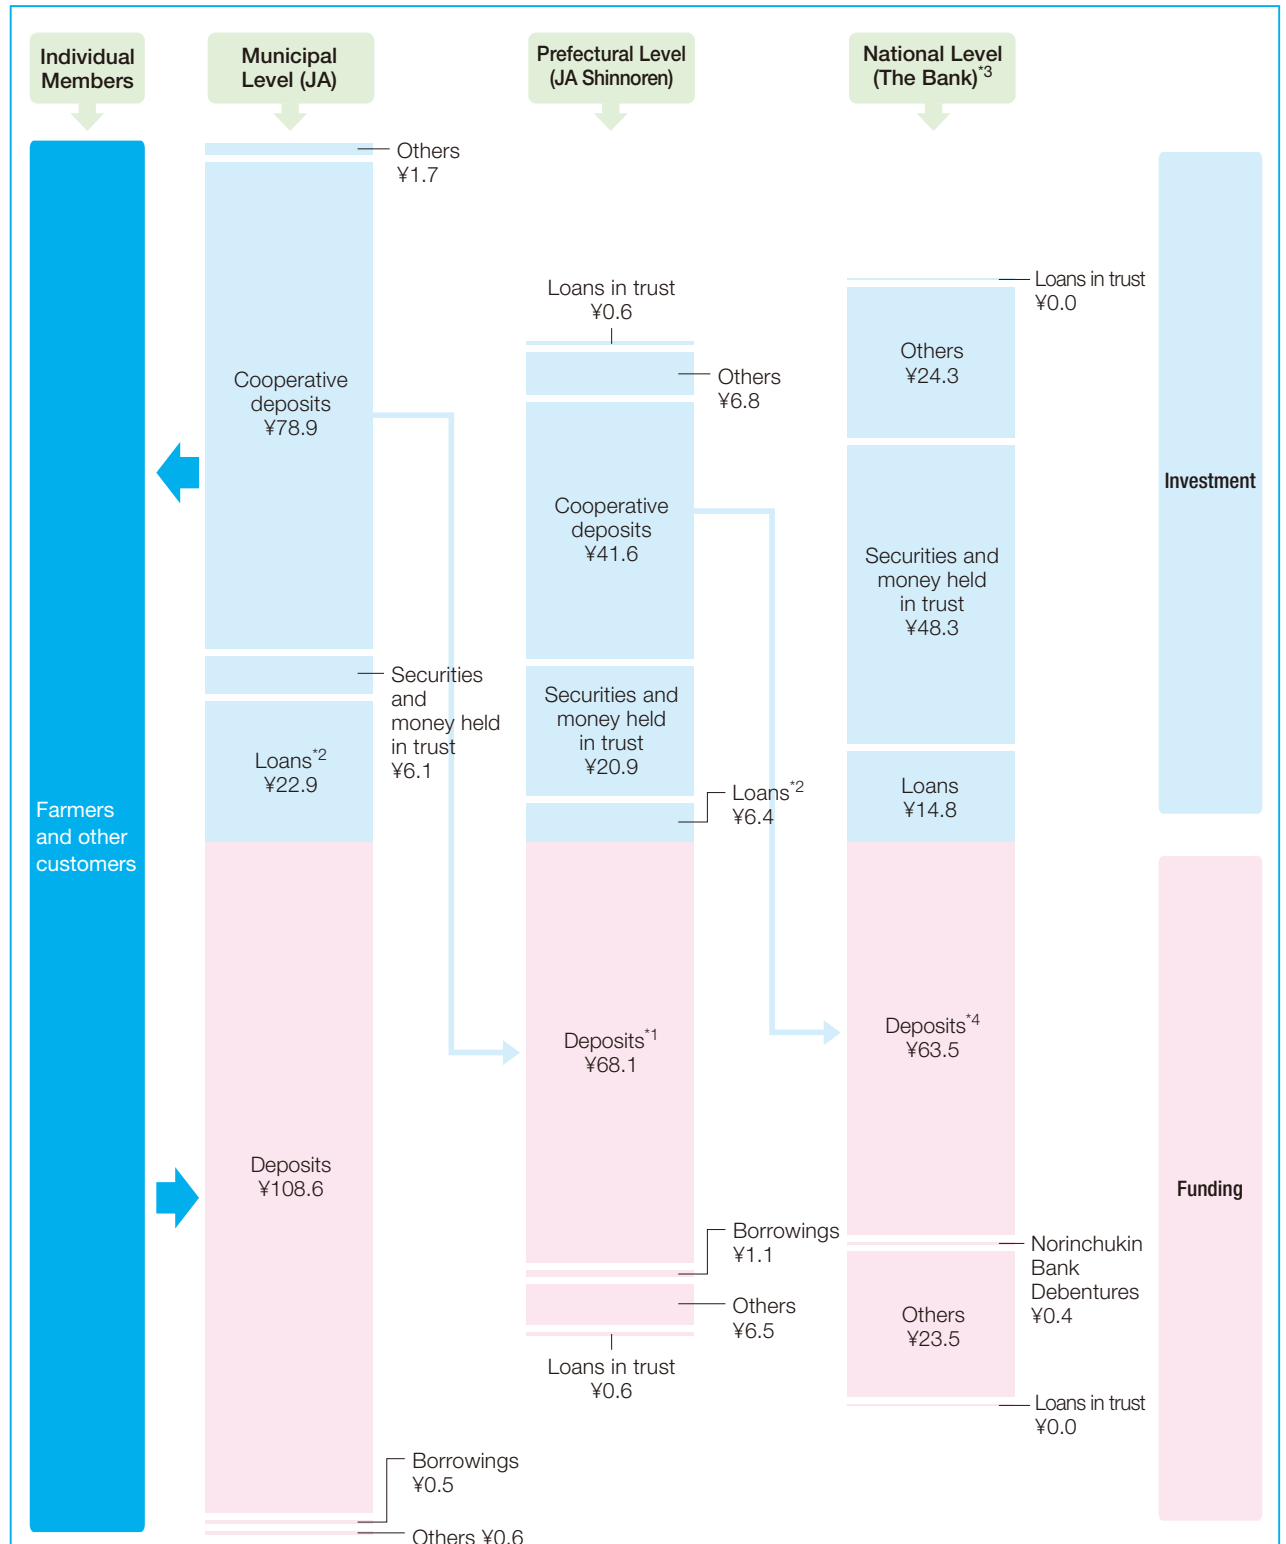 Individual
Members
Municipal
Level (JA)
Prefectural Level
(JA Shinnoren)
National Level
(The Bank)*3
Others
¥1.7
Cooperative
deposits
¥78.9
Securities
and
money held
in trust
¥6.1
Loans*2
¥22.9
Farmers
and other
customers
Deposits
¥108.6
Borrowings
¥0.5
Others ¥0.6
Loans in trust
¥0.6
Others
¥6.8
Cooperative
deposits
¥41.6
Securities and
money held
in trust
¥20.9
Loans*2
¥6.4
Deposits*1
¥68.1
Borrowings
¥1.1
Others
¥6.5
Loans in trust
¥0.6
Loans in trust
¥0.0
Others
¥24.3
Securities and
money held
in trust
¥48.3
Loans
¥14.8
Deposits*4
¥63.5
Norinchukin
Bank
Debentures
¥0.4
Others
¥23.5
Loans in trust
¥0.0
Investment
Funding